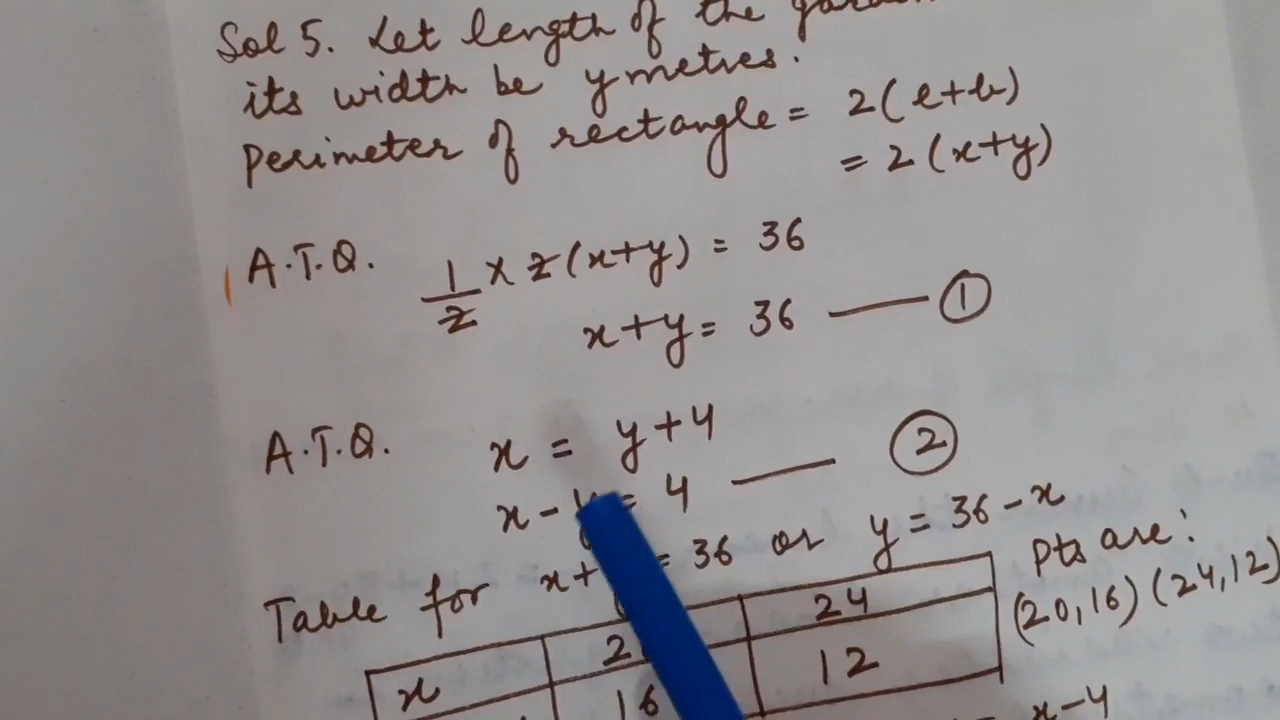 Sol 5. Let length of the
its width be y metres.
Perimeter of rectangle = 2(l+b)
= 2(x+y)
A.T.Q. 1/2 × 2(x+y) = 36
x+y = 36 —— ①
A.T.Q. x = y+4
x-y = 4 —— ②
Table for x+ = 36 or y = 36-x
Pts are:
(20,16) (24,12)
x 24
16 12
x-4